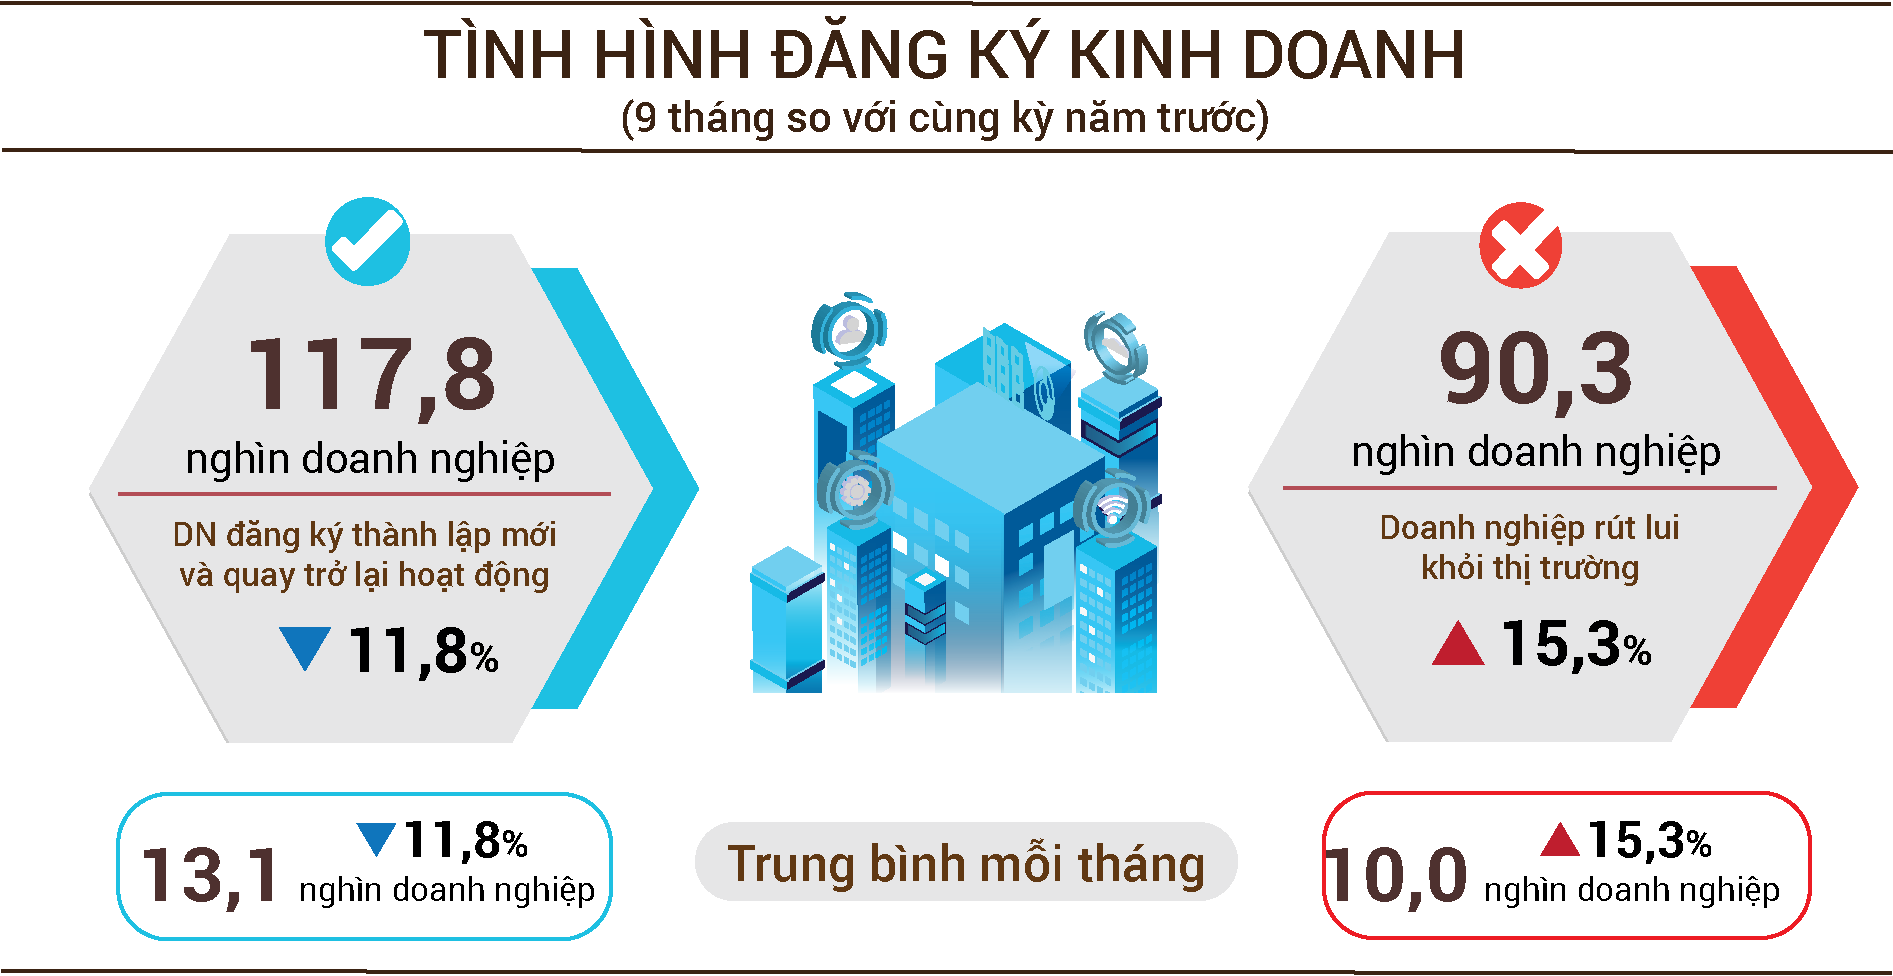 TÌNH HÌNH ĐĂNG KÝ KINH DOANH
(9 tháng so với cùng kỳ năm trước)
117,8
nghìn doanh nghiệp
DN đăng ký thành lập mới
và quay trở lại hoạt động
▼ 11,8%
90,3
nghìn doanh nghiệp
Doanh nghiệp rút lui
khỏi thị trường
▲ 15,3%
13,1
▼ 11,8%
nghìn doanh nghiệp
Trung bình mỗi tháng
10,0
▲ 15,3%
nghìn doanh nghiệp